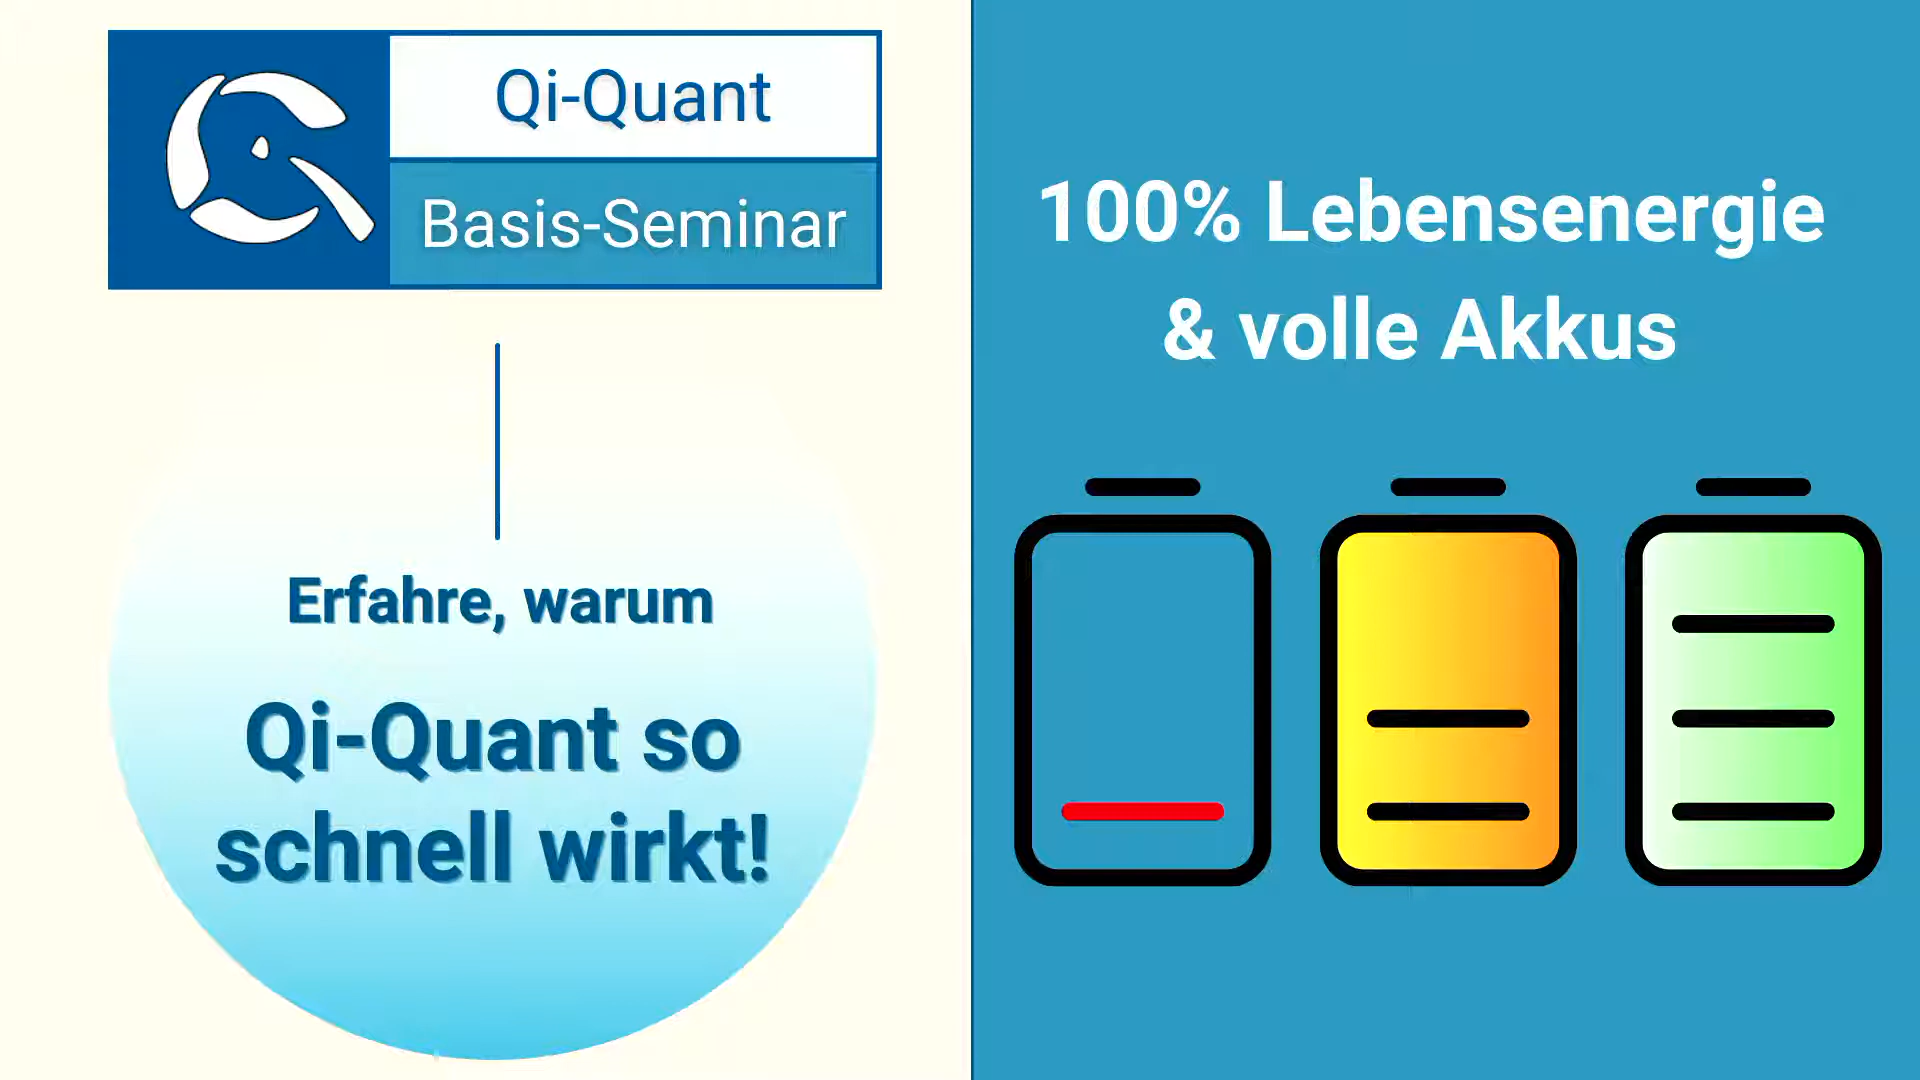 Qi-Quant
Basis-Seminar
Erfahre, warum
Qi-Quant so
schnell wirkt!
100% Lebensenergie
& volle Akkus